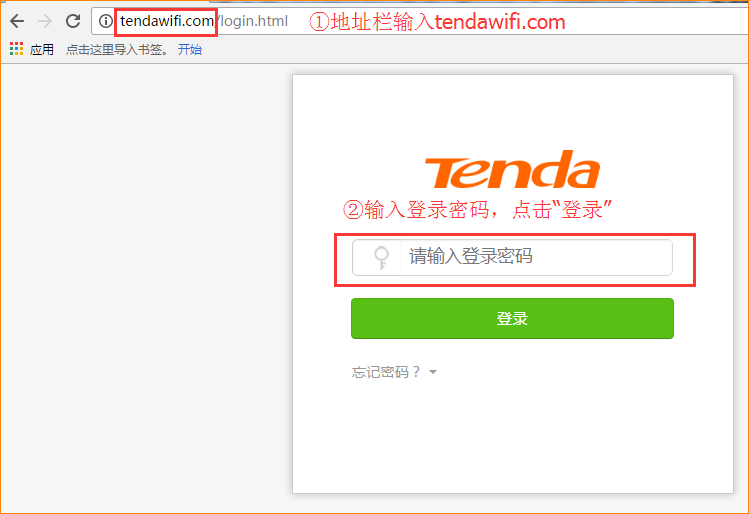 tendawifi.com/login.html ①地址栏输入tendawifi.com
应用 点击这里导入书签。 开始
Tenda
②输入登录密码，点击“登录”
请输入登录密码
登录
忘记密码？